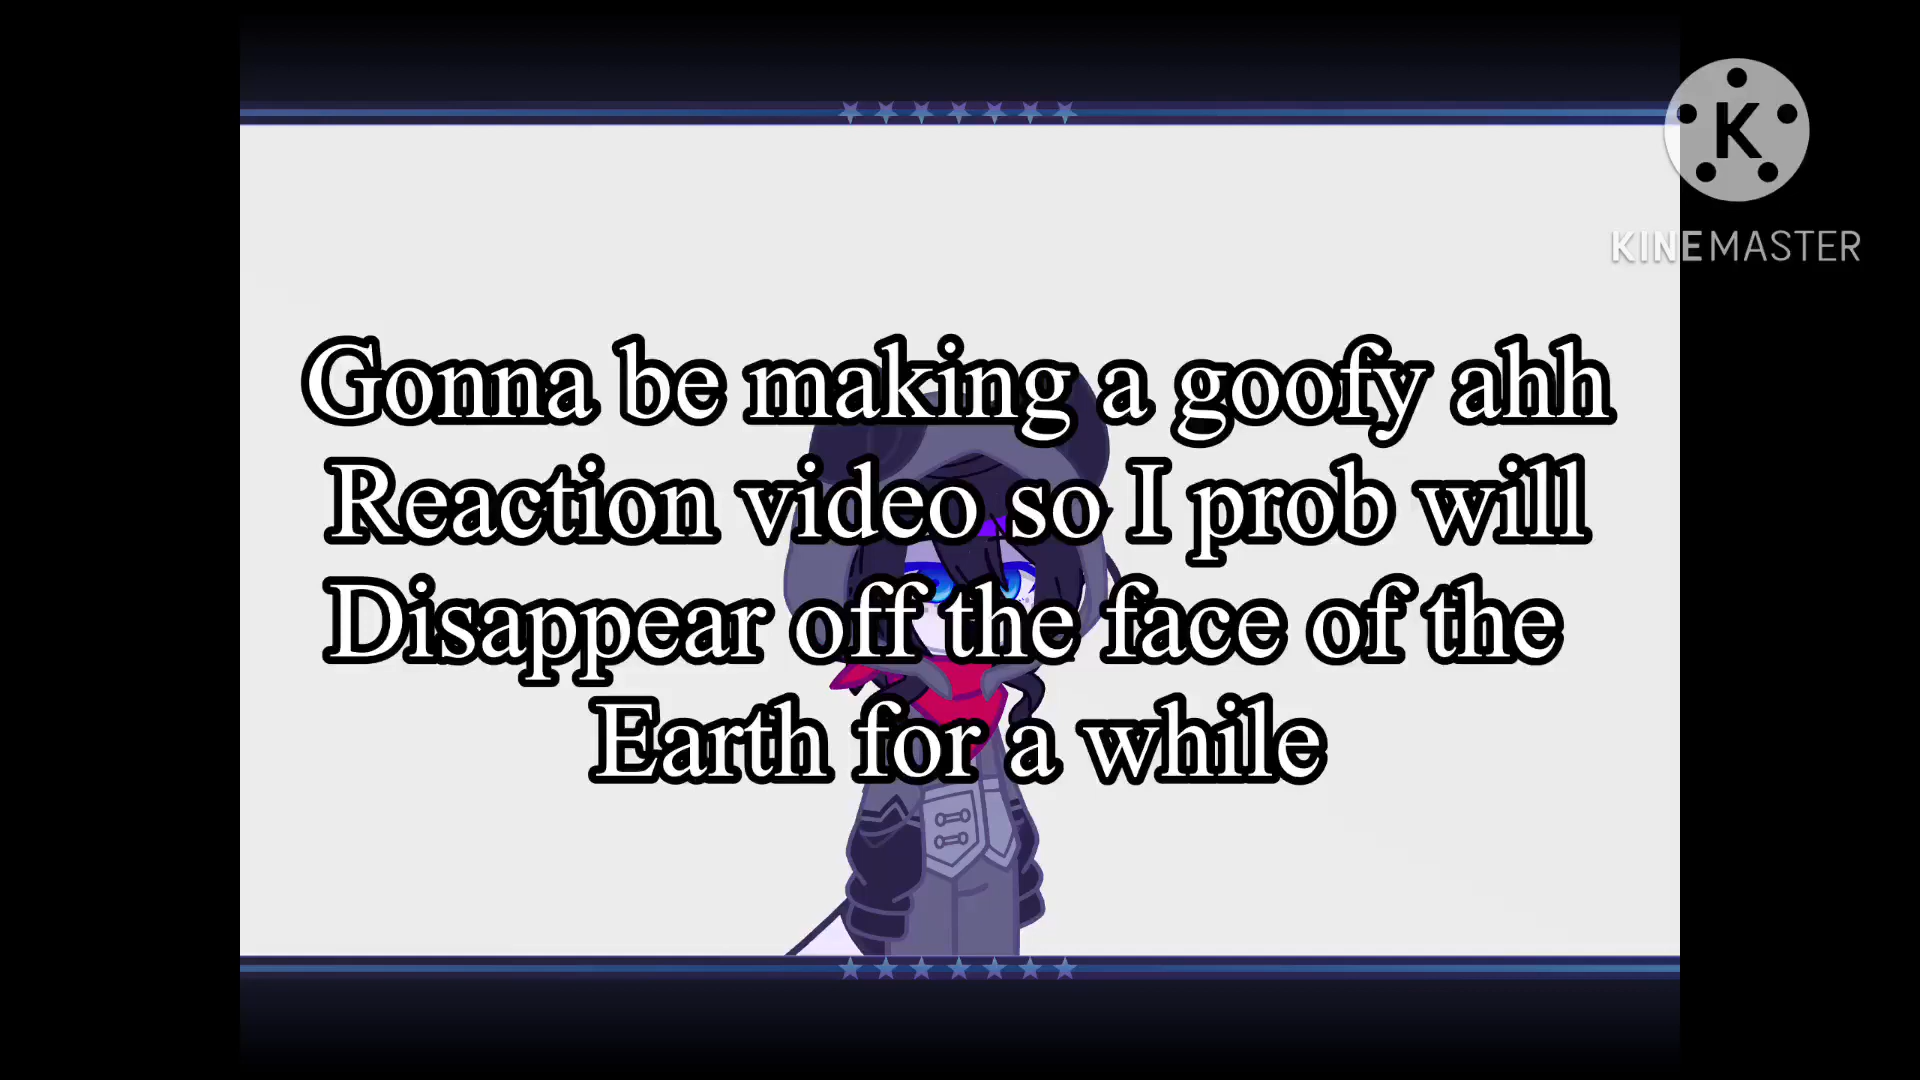 K
KINEMASTER
Gonna be making a goofy ahh
Reaction video so I prob will
Disappear off the face of the
Earth for a while